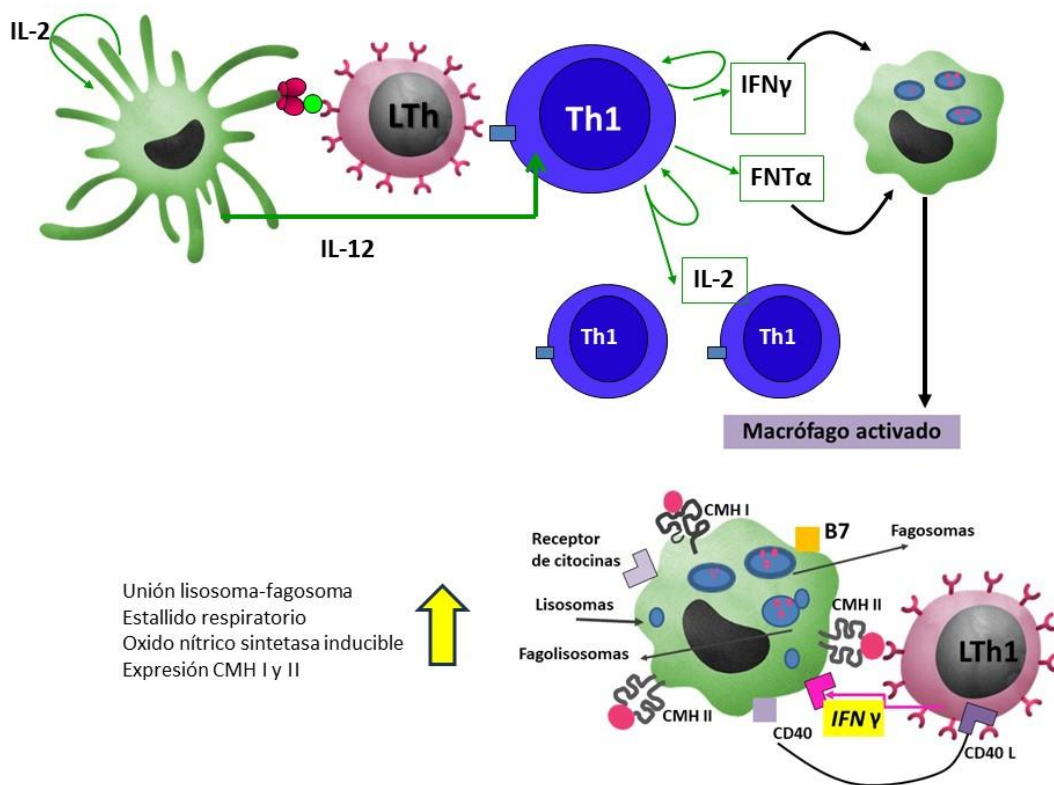 IL-2
LTh
Th1
IFNγ
FNTα
IL-12
IL-2
Th1
Th1
Macrófago activado
CMH I
B7
Receptor
de citocinas
Fagosomas
Unión lisosoma-fagosoma
Estallido respiratorio
Oxido nítrico sintetasa inducible
Expresión CMH I y II
Lisosomas
CMH II
Fagolisosomas
LTh1
CMH II
CD40
IFN γ
CD40 L